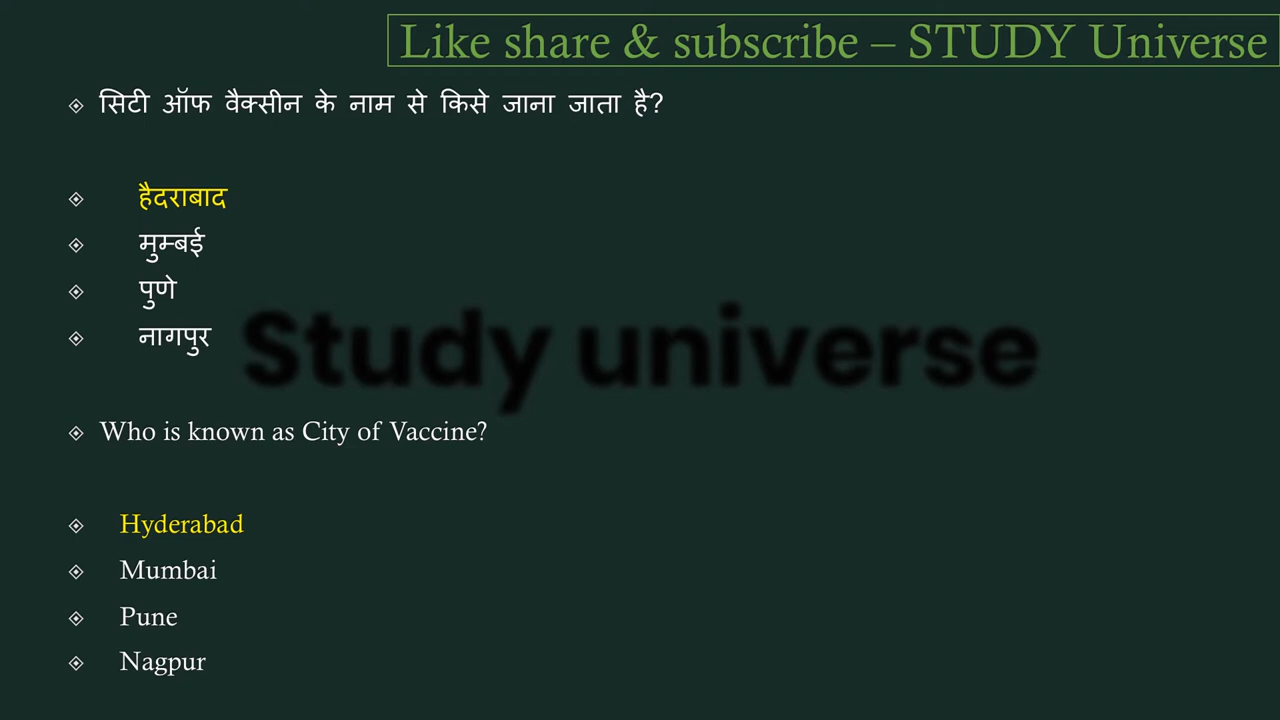 Like share & subscribe – STUDY Universe
सिटी ऑफ वैक्सीन के नाम से किसे जाना जाता है?
हैदराबाद
मुम्बई
पुणे
नागपुर
Study universe
Who is known as City of Vaccine?
Hyderabad
Mumbai
Pune
Nagpur